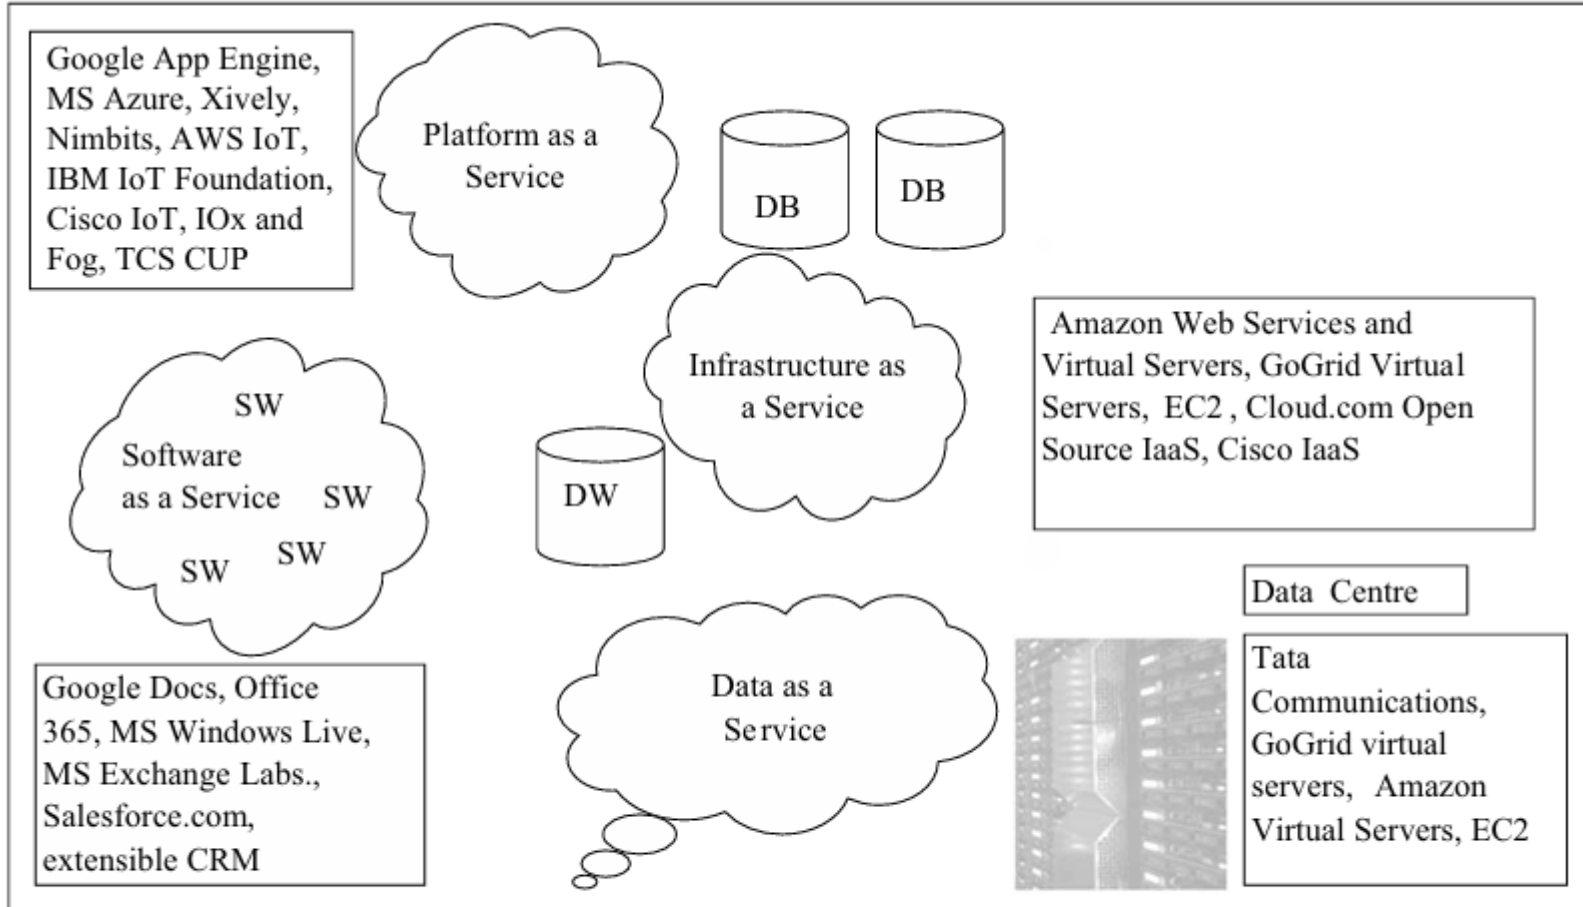 Google App Engine,
MS Azure, Xively,
Nimbits, AWS IoT,
IBM IoT Foundation,
Cisco IoT, IOx and
Fog, TCS CUP
Platform as a
Service
DB
DB
Infrastructure as
a Service
Amazon Web Services and
Virtual Servers, GoGrid Virtual
Servers, EC2 , Cloud.com Open
Source IaaS, Cisco IaaS
SW
Software
as a Service
SW
SW
SW
DW
Data Centre
Google Docs, Office
365, MS Windows Live,
MS Exchange Labs.,
Salesforce.com,
extensible CRM
Data as a
Service
Tata
Communications,
GoGrid virtual
servers, Amazon
Virtual Servers, EC2